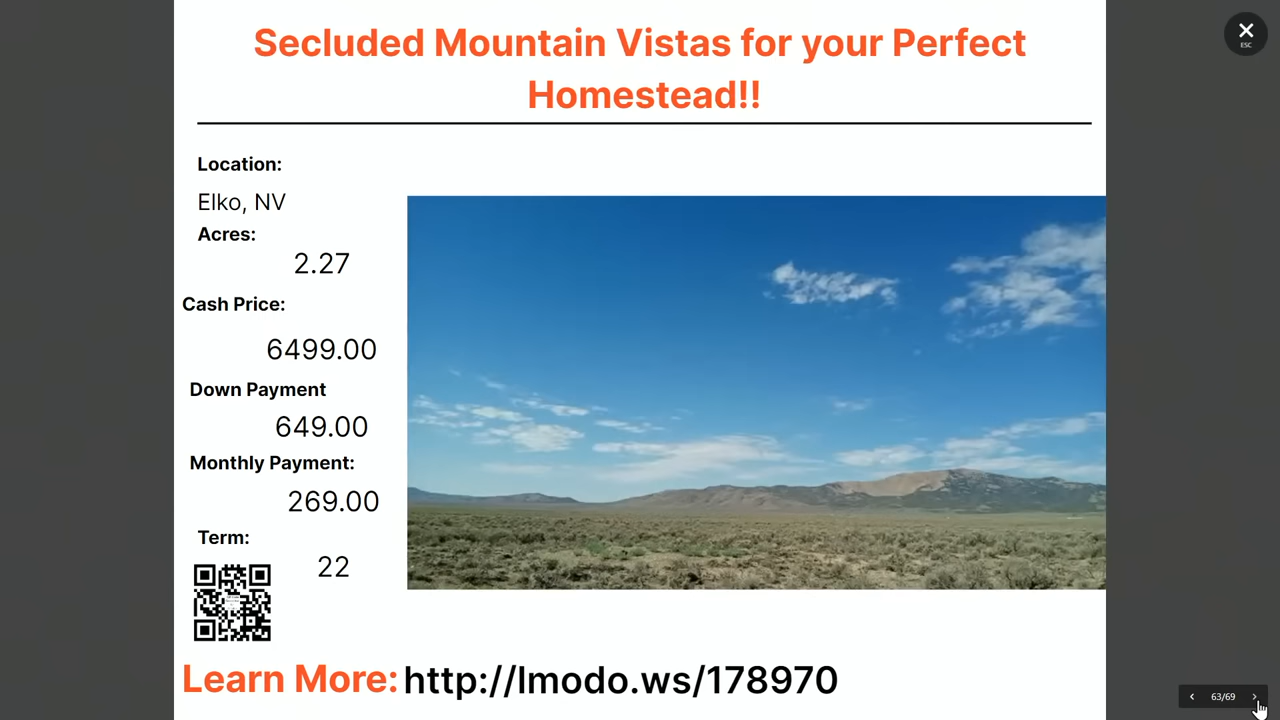 Secluded Mountain Vistas for your Perfect
Homestead!!
Location:
Elko, NV
Acres:
2.27
Cash Price:
6499.00
Down Payment
649.00
Monthly Payment:
269.00
Term:
22
Learn More: http://lmodo.ws/178970
ESC
63/69